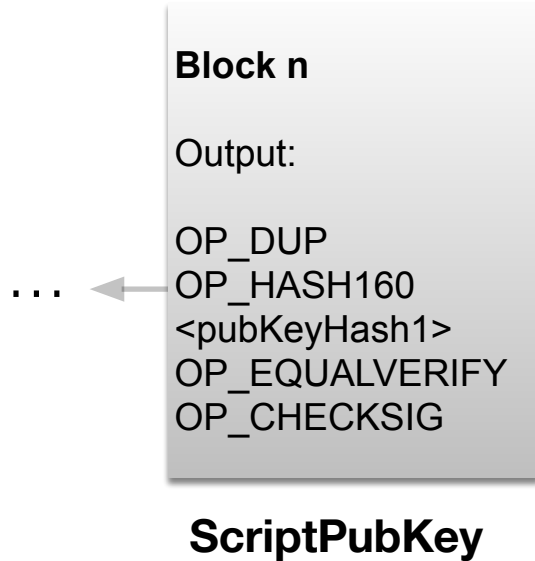 Block n
Output:
OP_DUP
...
OP_HASH160
<pubKeyHash1>
OP_EQUALVERIFY
OP_CHECKSIG
ScriptPubKey